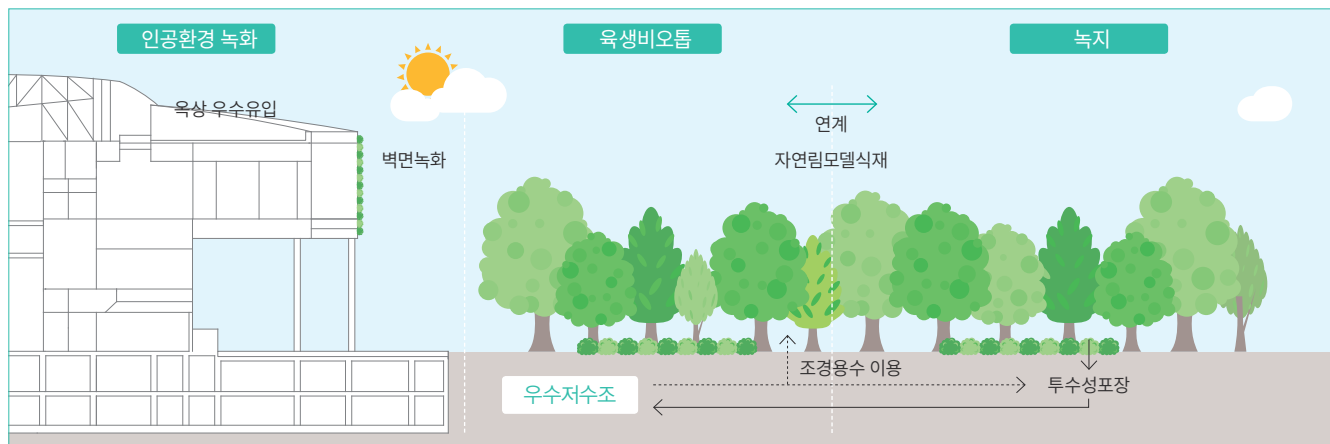 인공환경 녹화
육생비오톱
녹지
옥상 우수유입
연계
벽면녹화
자연림모델식재
조경용수 이용
우수저수조
투수성포장